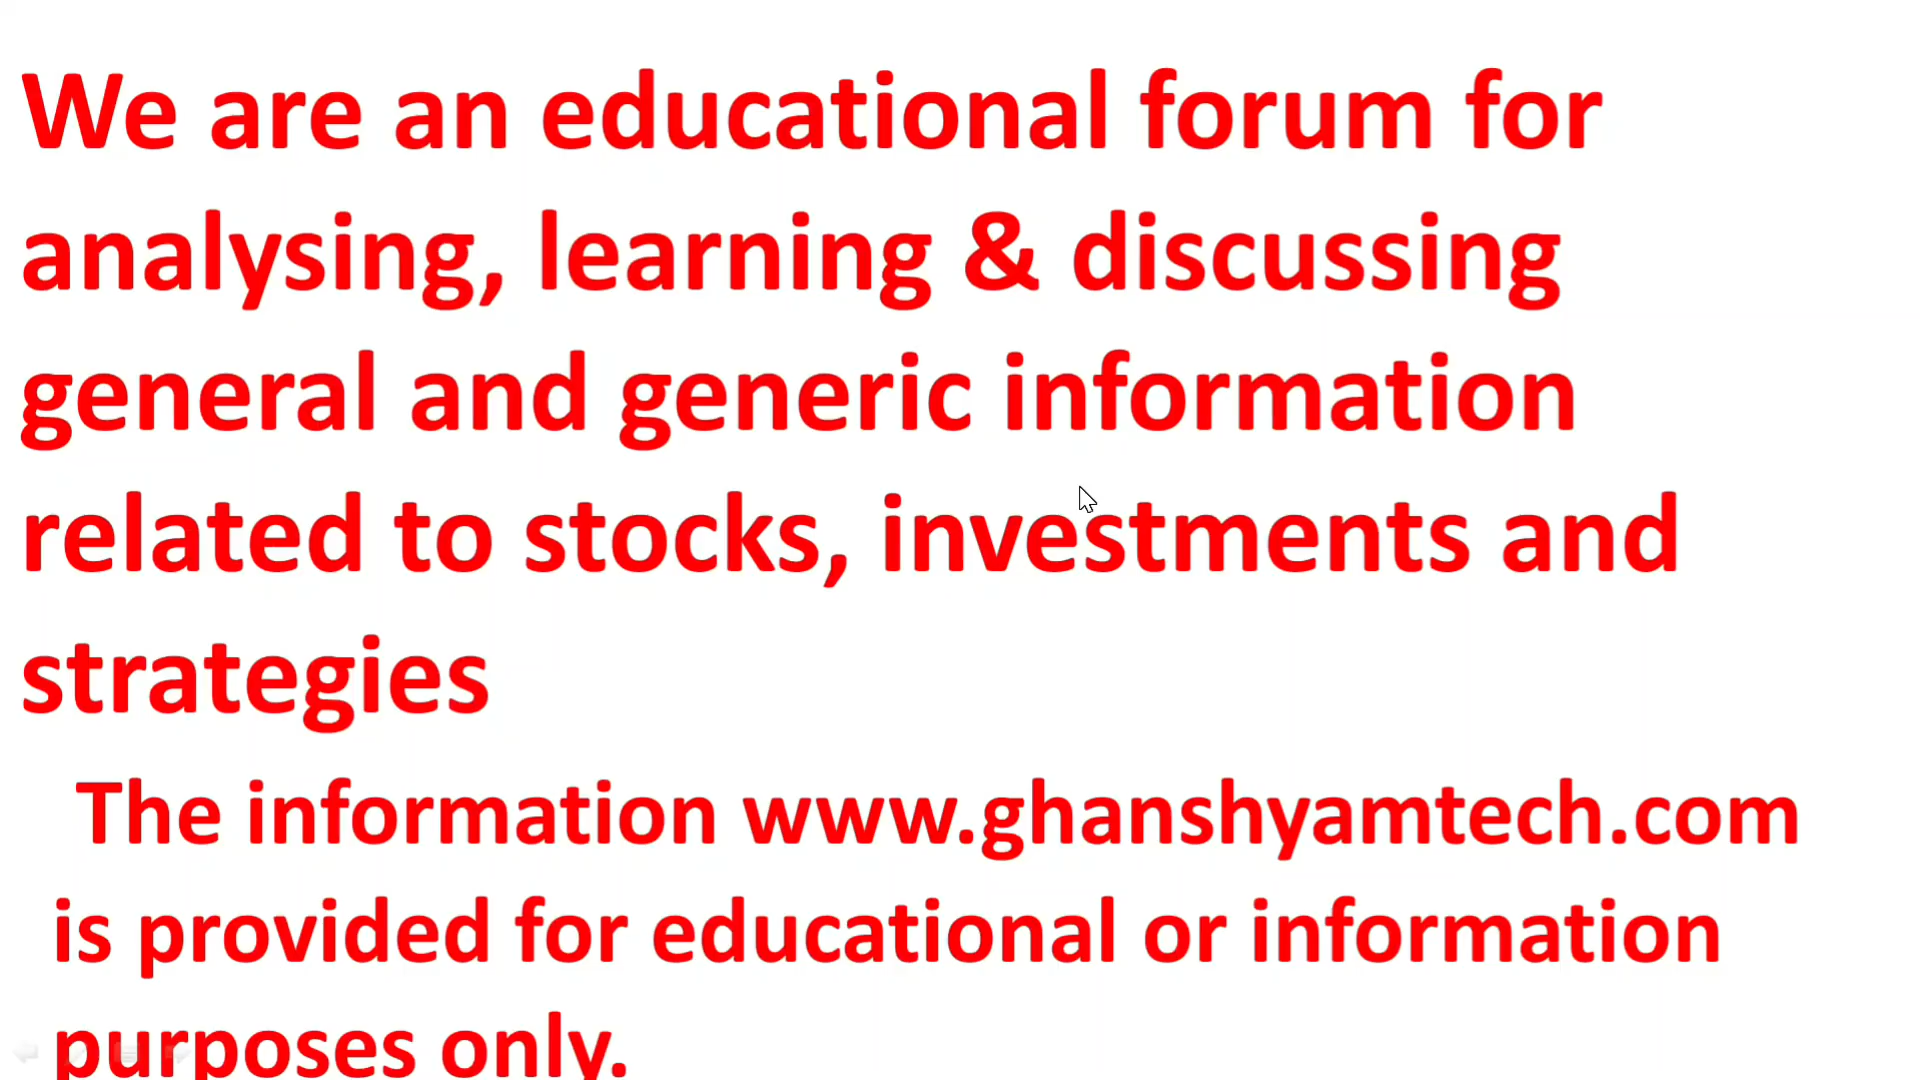 We are an educational forum for
analysing, learning & discussing
general and generic information
related to stocks, investments and
strategies
The information www.ghanshyamtech.com
is provided for educational or information
purposes only.